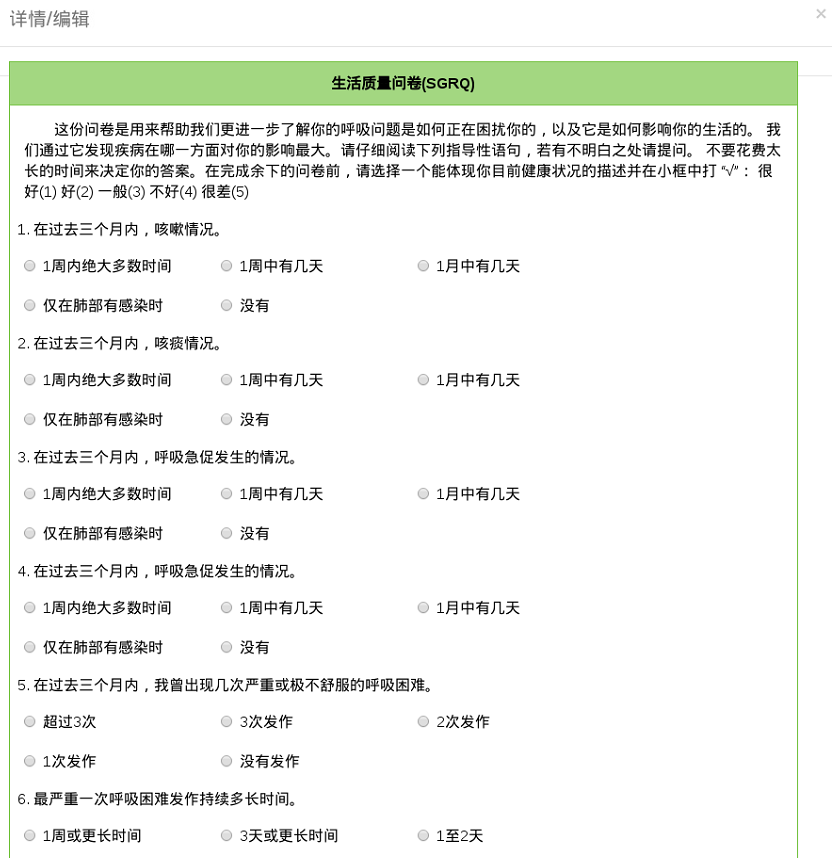 详情/编辑
×
生活质量问卷(SGRQ)
这份问卷是用来帮助我们更进一步了解你的呼吸问题是如何正在困扰你的，以及它是如何影响你的生活的。 我
们通过它发现疾病在哪一方面对你的影响最大。请仔细阅读下列指导性语句，若有不明白之处请提问。 不要花费太
长的时间来决定你的答案。在完成余下的问卷前，请选择一个能体现你目前健康状况的描述并在小框中打 “√” ： 很
好(1) 好(2) 一般(3) 不好(4) 很差(5)
1. 在过去三个月内，咳嗽情况。
1周内绝大多数时间 1周中有几天 1月中有几天
仅在肺部有感染时 没有
2. 在过去三个月内，咳痰情况。
1周内绝大多数时间 1周中有几天 1月中有几天
仅在肺部有感染时 没有
3. 在过去三个月内，呼吸急促发生的情况。
1周内绝大多数时间 1周中有几天 1月中有几天
仅在肺部有感染时 没有
4. 在过去三个月内，呼吸急促发生的情况。
1周内绝大多数时间 1周中有几天 1月中有几天
仅在肺部有感染时 没有
5. 在过去三个月内，我曾出现几次严重或极不舒服的呼吸困难。
超过3次 3次发作 2次发作
1次发作 没有发作
6. 最严重一次呼吸困难发作持续多长时间。
1周或更长时间 3天或更长时间 1至2天